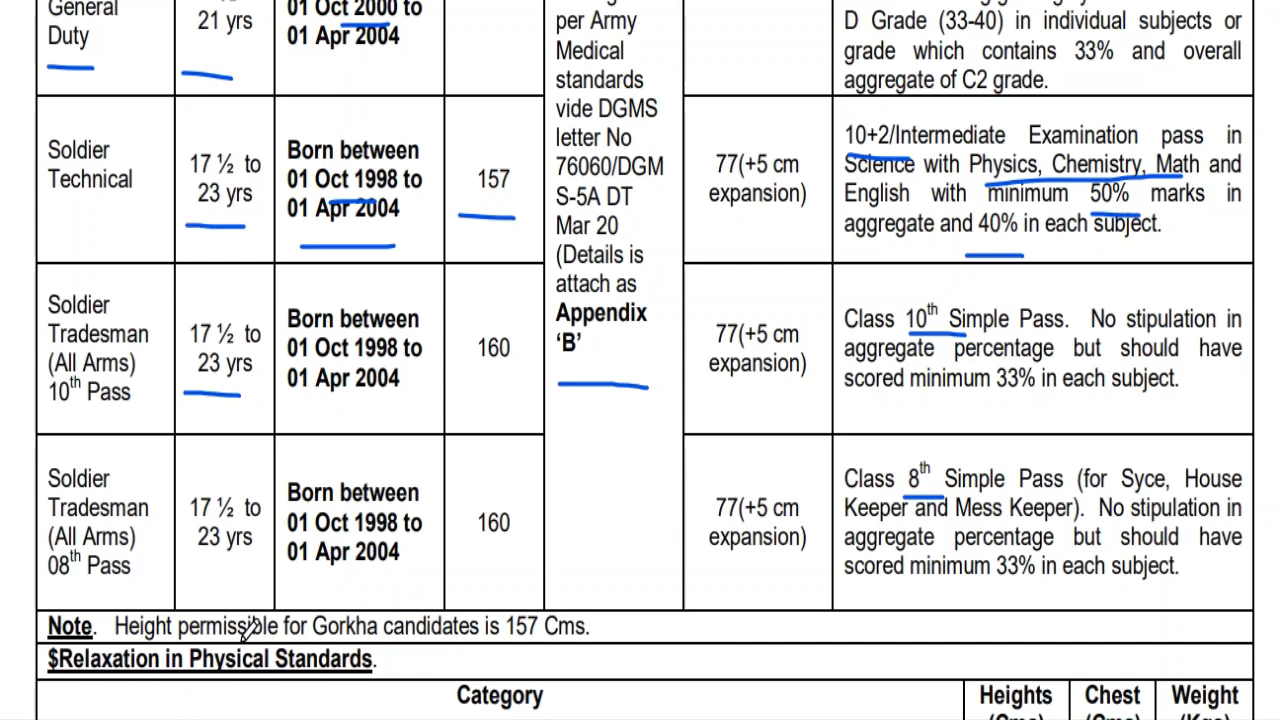 General
Duty
21 yrs
01 Oct 2000 to
01 Apr 2004
per Army
Medical
standards
vide DGMS
letter No
76060/DGM
S-5A DT
Mar 20
(Details is
attach as
Appendix
‘B’
D Grade (33-40) in individual subjects or
grade which contains 33% and overall
aggregate of C2 grade.
Soldier
Technical
17 ½ to
23 yrs
Born between
01 Oct 1998 to
01 Apr 2004
157
77(+5 cm
expansion)
10+2/Intermediate Examination pass in
Science with Physics, Chemistry, Math and
English with minimum 50% marks in
aggregate and 40% in each subject.
Soldier
Tradesman
(All Arms)
10th Pass
17 ½ to
23 yrs
Born between
01 Oct 1998 to
01 Apr 2004
160
77(+5 cm
expansion)
Class 10th Simple Pass. No stipulation in
aggregate percentage but should have
scored minimum 33% in each subject.
Soldier
Tradesman
(All Arms)
08th Pass
17 ½ to
23 yrs
Born between
01 Oct 1998 to
01 Apr 2004
160
77(+5 cm
expansion)
Class 8th Simple Pass (for Syce, House
Keeper and Mess Keeper). No stipulation in
aggregate percentage but should have
scored minimum 33% in each subject.
Note. Height permissible for Gorkha candidates is 157 Cms.
$Relaxation in Physical Standards.
Category
Heights
Chest
Weight